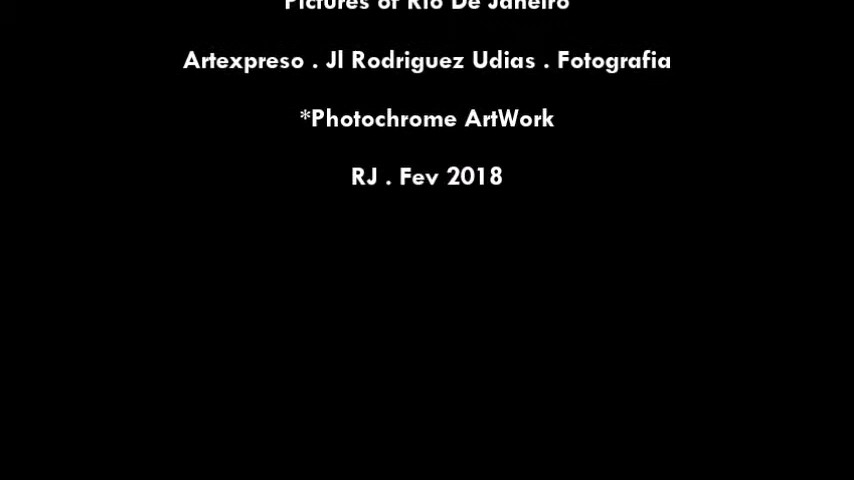 Pictures of Rio De Janeiro
Artexpreso . Jl Rodriguez Udias . Fotografia
*Photochrome ArtWork
RJ . Fev 2018